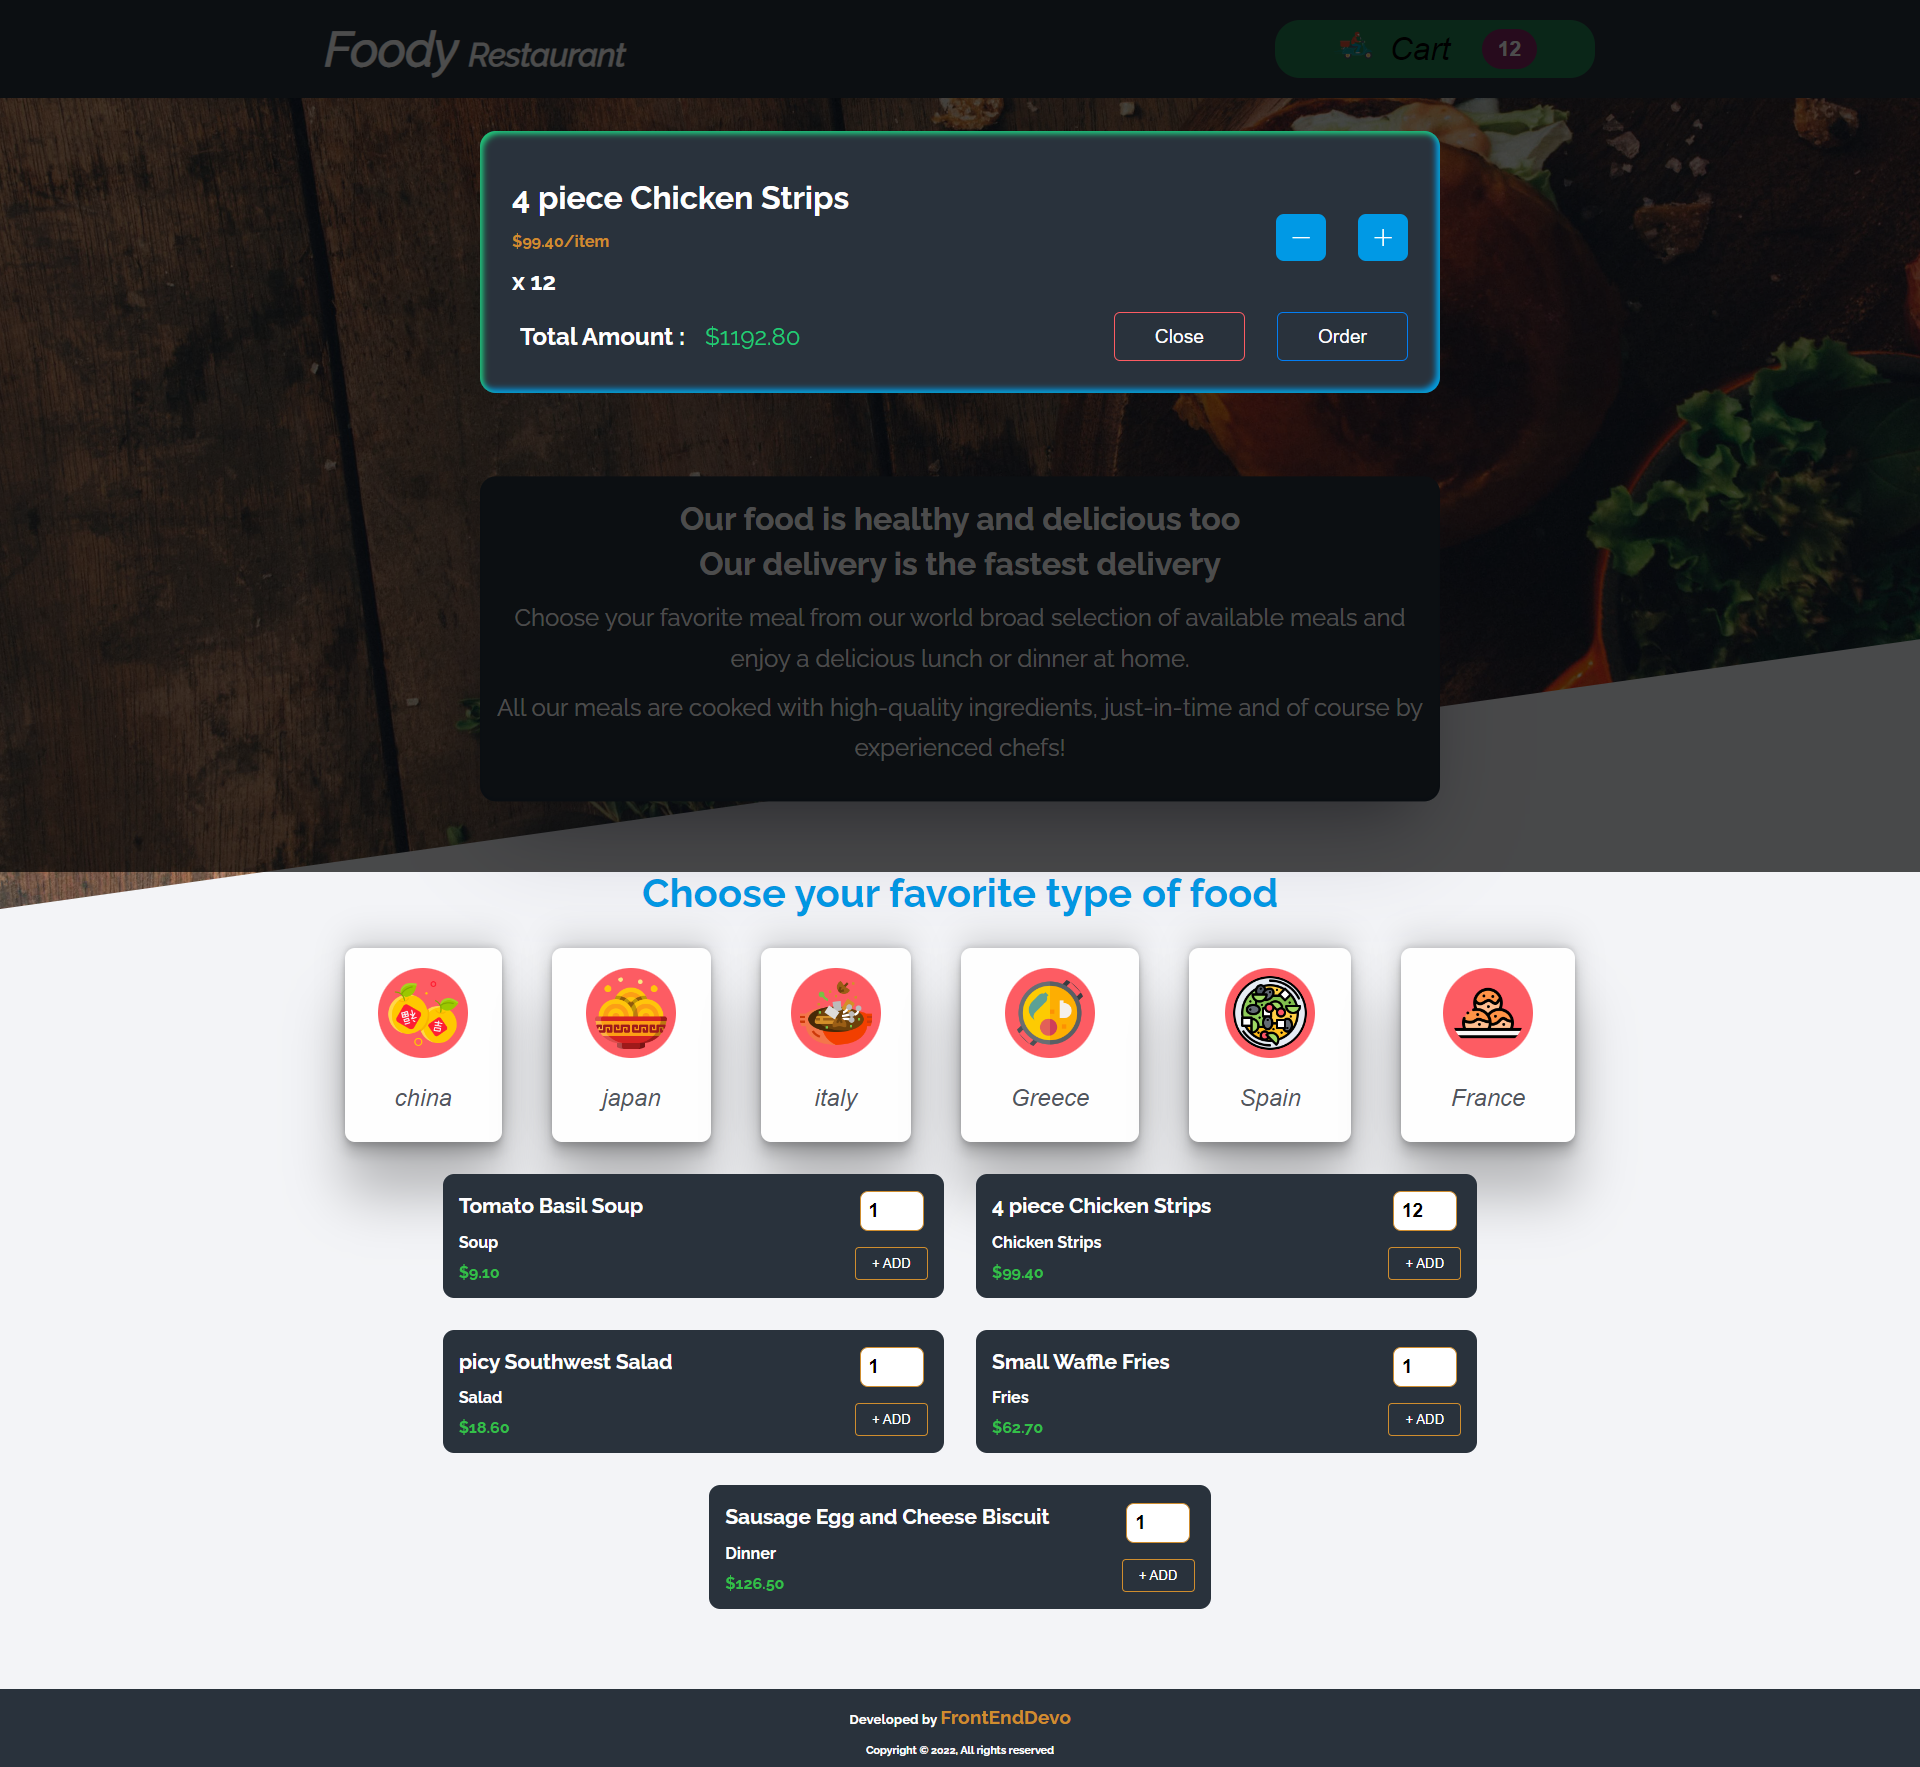 Foody Restaurant
Cart 12
4 piece Chicken Strips
$99.40/item
x 12
Total Amount : $1192.80
Close
Order
Our food is healthy and delicious too
Our delivery is the fastest delivery
Choose your favorite meal from our world broad selection of available meals and
enjoy a delicious lunch or dinner at home.
All our meals are cooked with high-quality ingredients, just-in-time and of course by
experienced chefs!
Choose your favorite type of food
福
吉
china
japan
italy
Greece
Spain
France
Tomato Basil Soup
1
Soup
$9.10
+ ADD
4 piece Chicken Strips
12
Chicken Strips
$99.40
+ ADD
picy Southwest Salad
1
Salad
$18.60
+ ADD
Small Waffle Fries
1
Fries
$62.70
+ ADD
Sausage Egg and Cheese Biscuit
1
Dinner
$126.50
+ ADD
Developed by FrontEndDevo
Copyright © 2022, All rights reserved